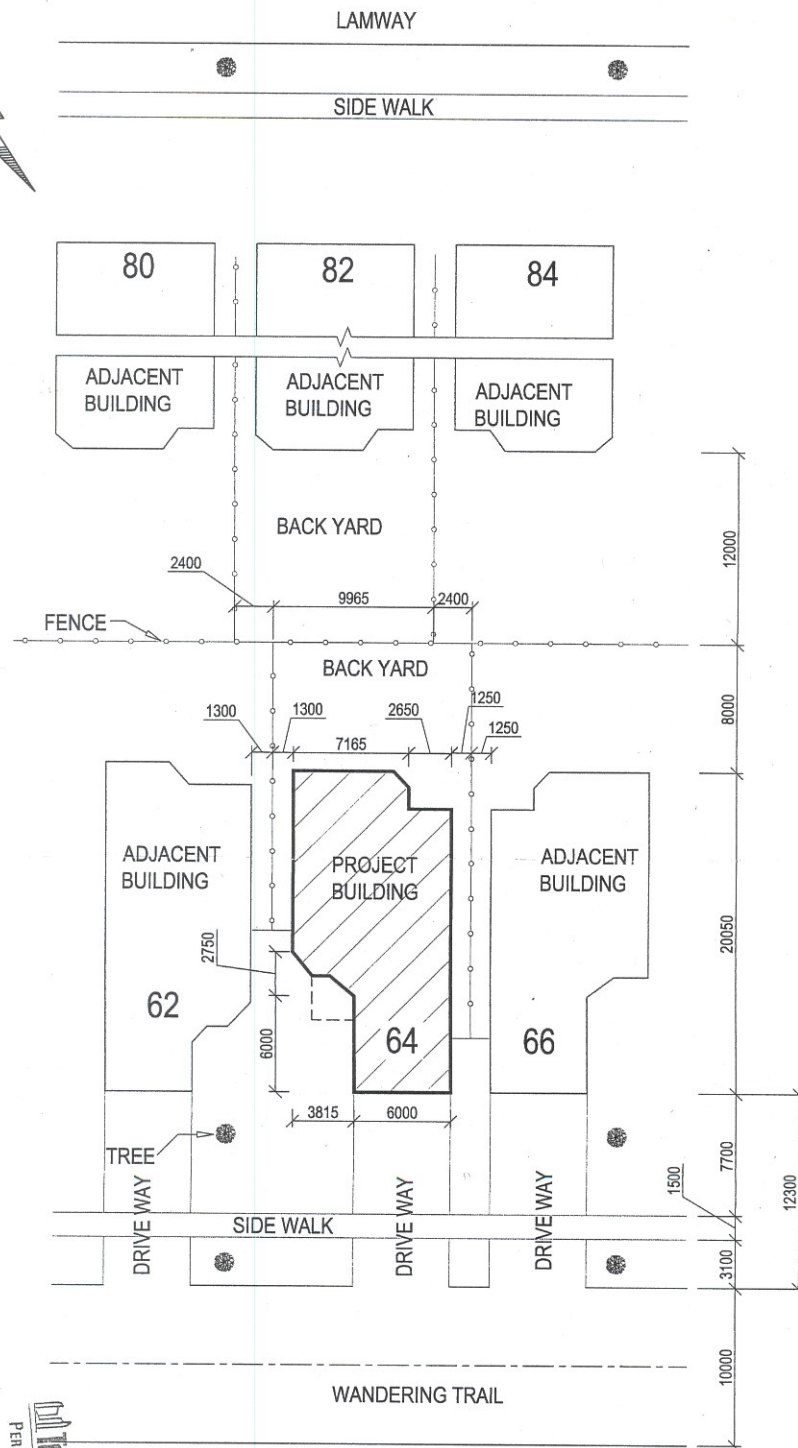 LAMWAY
SIDE WALK
80
82
84
ADJACENT
BUILDING
ADJACENT
BUILDING
ADJACENT
BUILDING
BACK YARD
12000
2400
9965
2400
FENCE
BACK YARD
8000
1300
1300
7165
2650
1250
1250
ADJACENT
BUILDING
PROJECT
BUILDING
ADJACENT
BUILDING
20050
2750
62
64
66
6000
3815
6000
TREE
7700
1500
12300
DRIVE WAY
SIDE WALK
DRIVE WAY
DRIVE WAY
3100
10000
WANDERING TRAIL